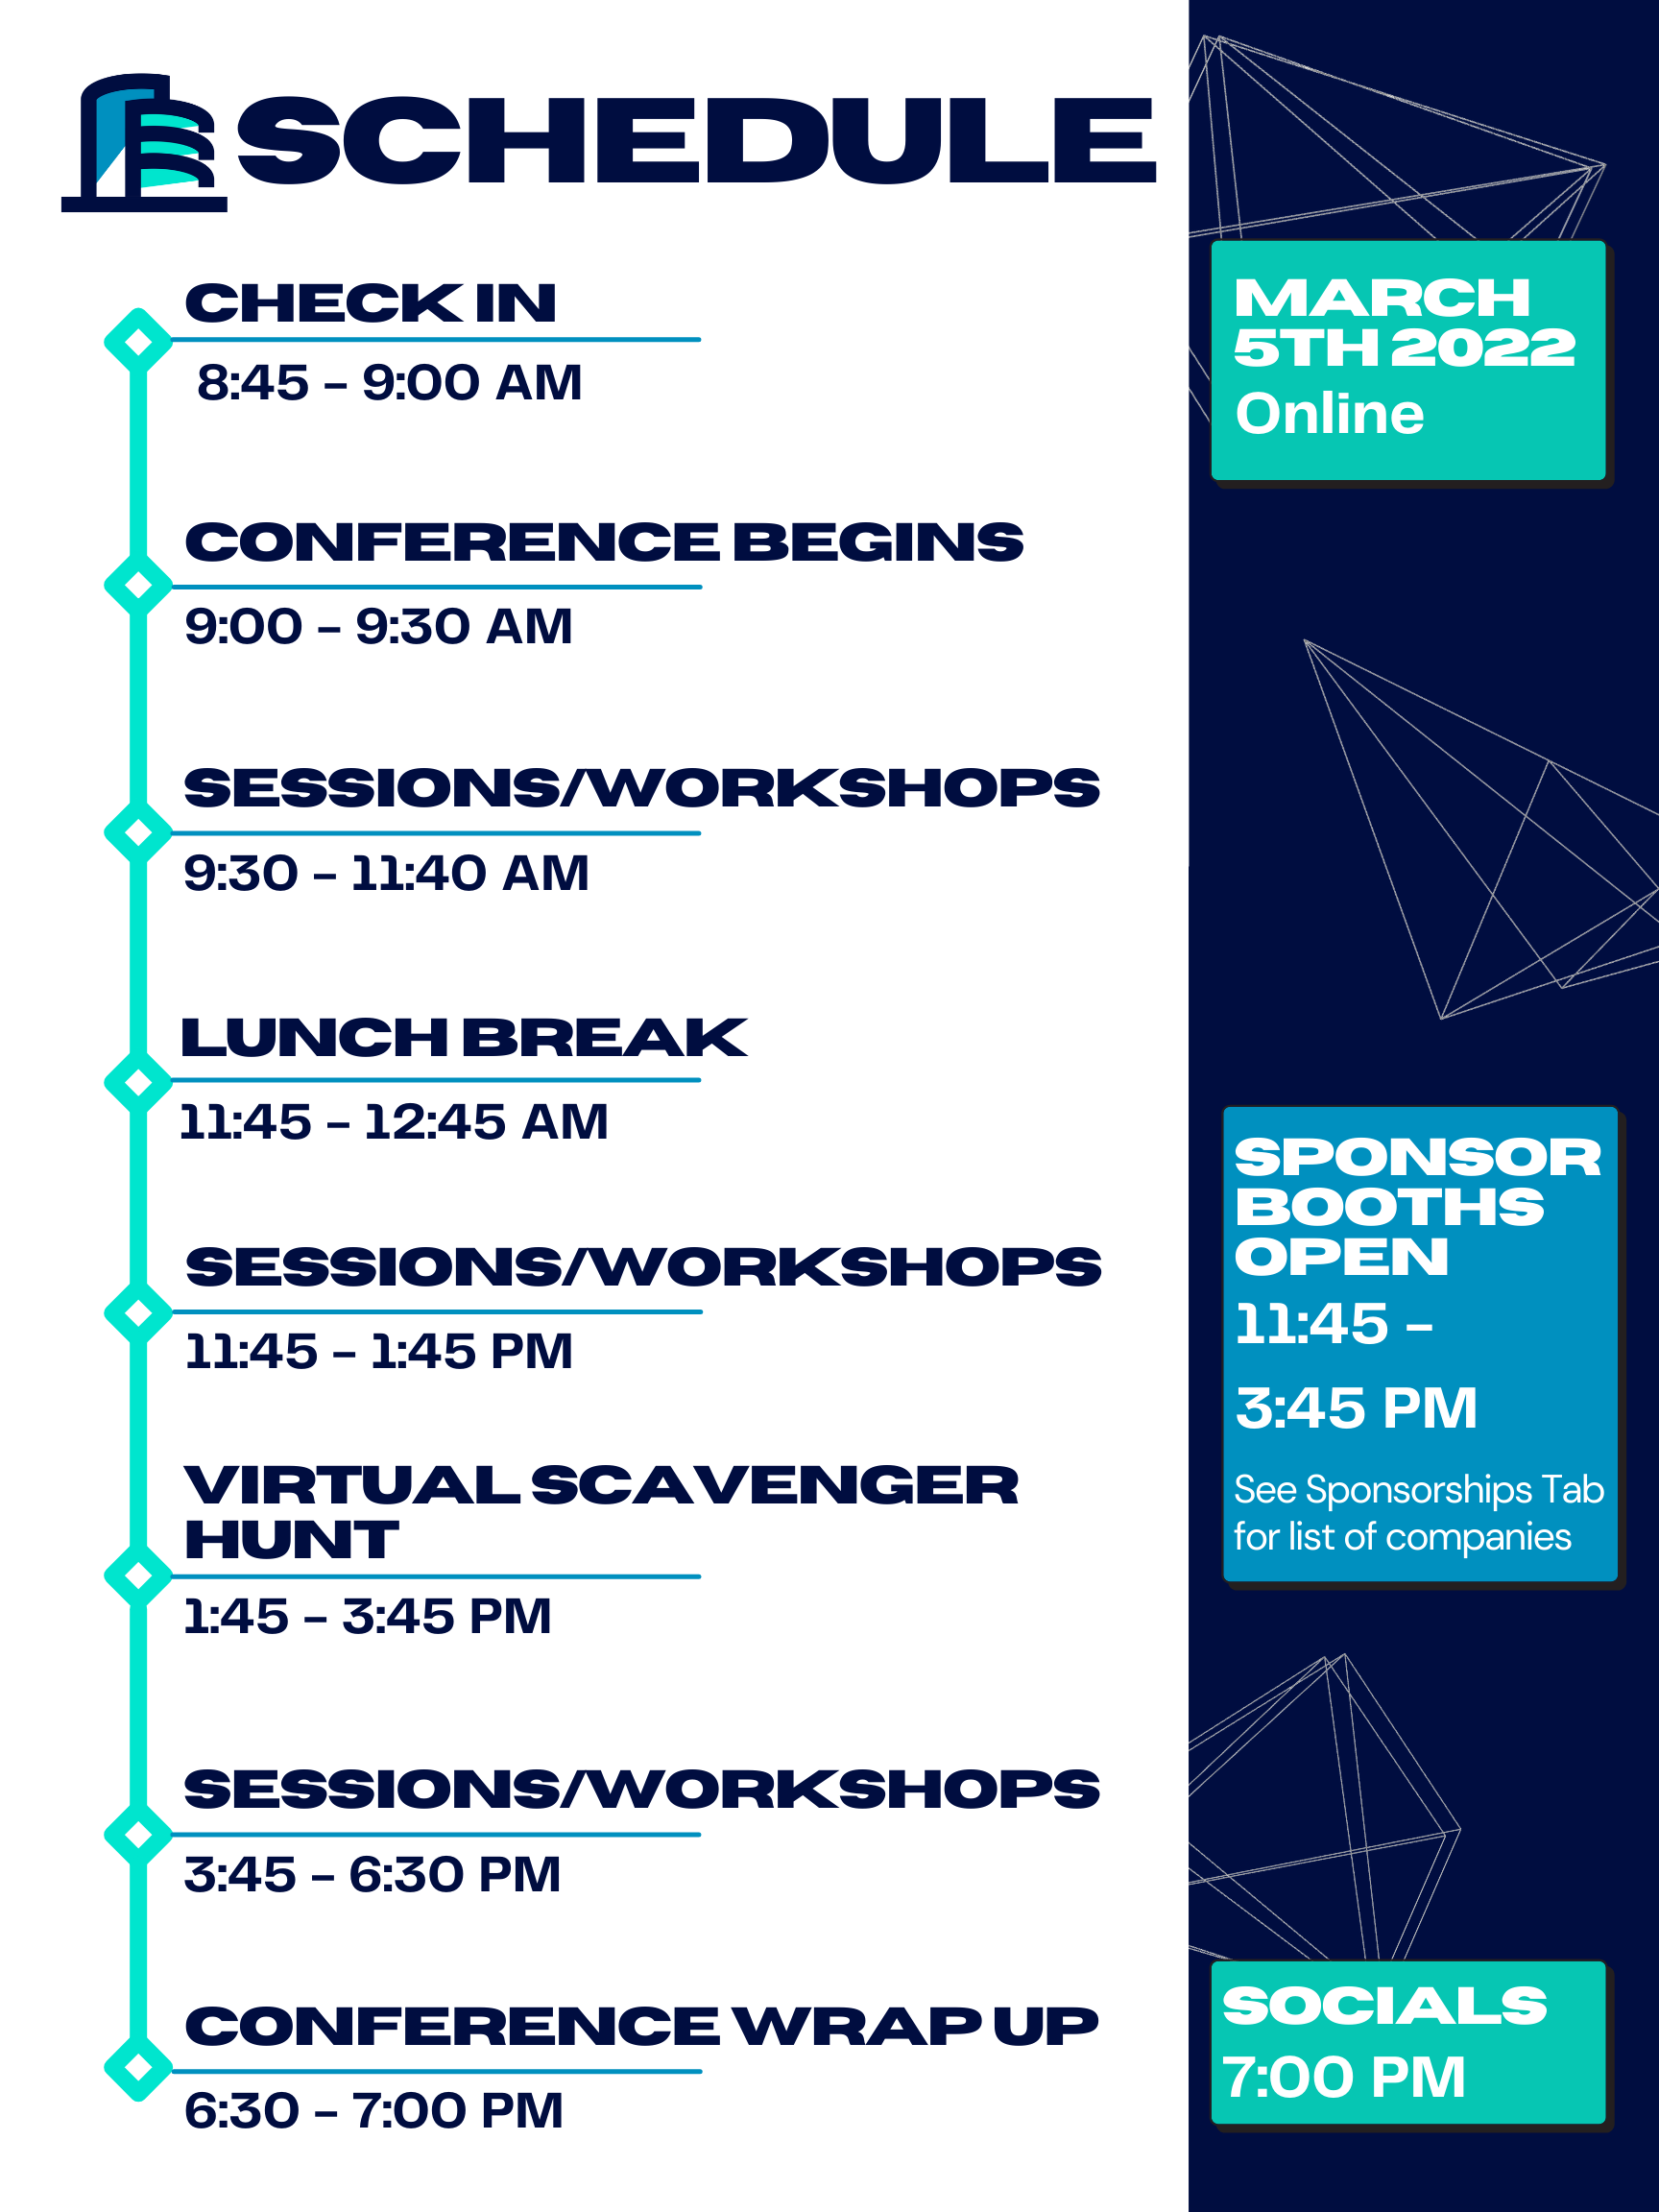 SCHEDULE
CHECK IN
8:45 – 9:00 AM
CONFERENCE BEGINS
9:00 – 9:30 AM
SESSIONS/WORKSHOPS
9:30 – 11:40 AM
LUNCH BREAK
11:45 – 12:45 AM
SESSIONS/WORKSHOPS
11:45 – 1:45 PM
VIRTUAL SCAVENGER
HUNT
1:45 – 3:45 PM
SESSIONS/WORKSHOPS
3:45 – 6:30 PM
CONFERENCE WRAP UP
6:30 – 7:00 PM
MARCH
5TH 2022
Online
SPONSOR
BOOTHS
OPEN
11:45 –
3:45 PM
See Sponsorships Tab
for list of companies
SOCIALS
7:00 PM